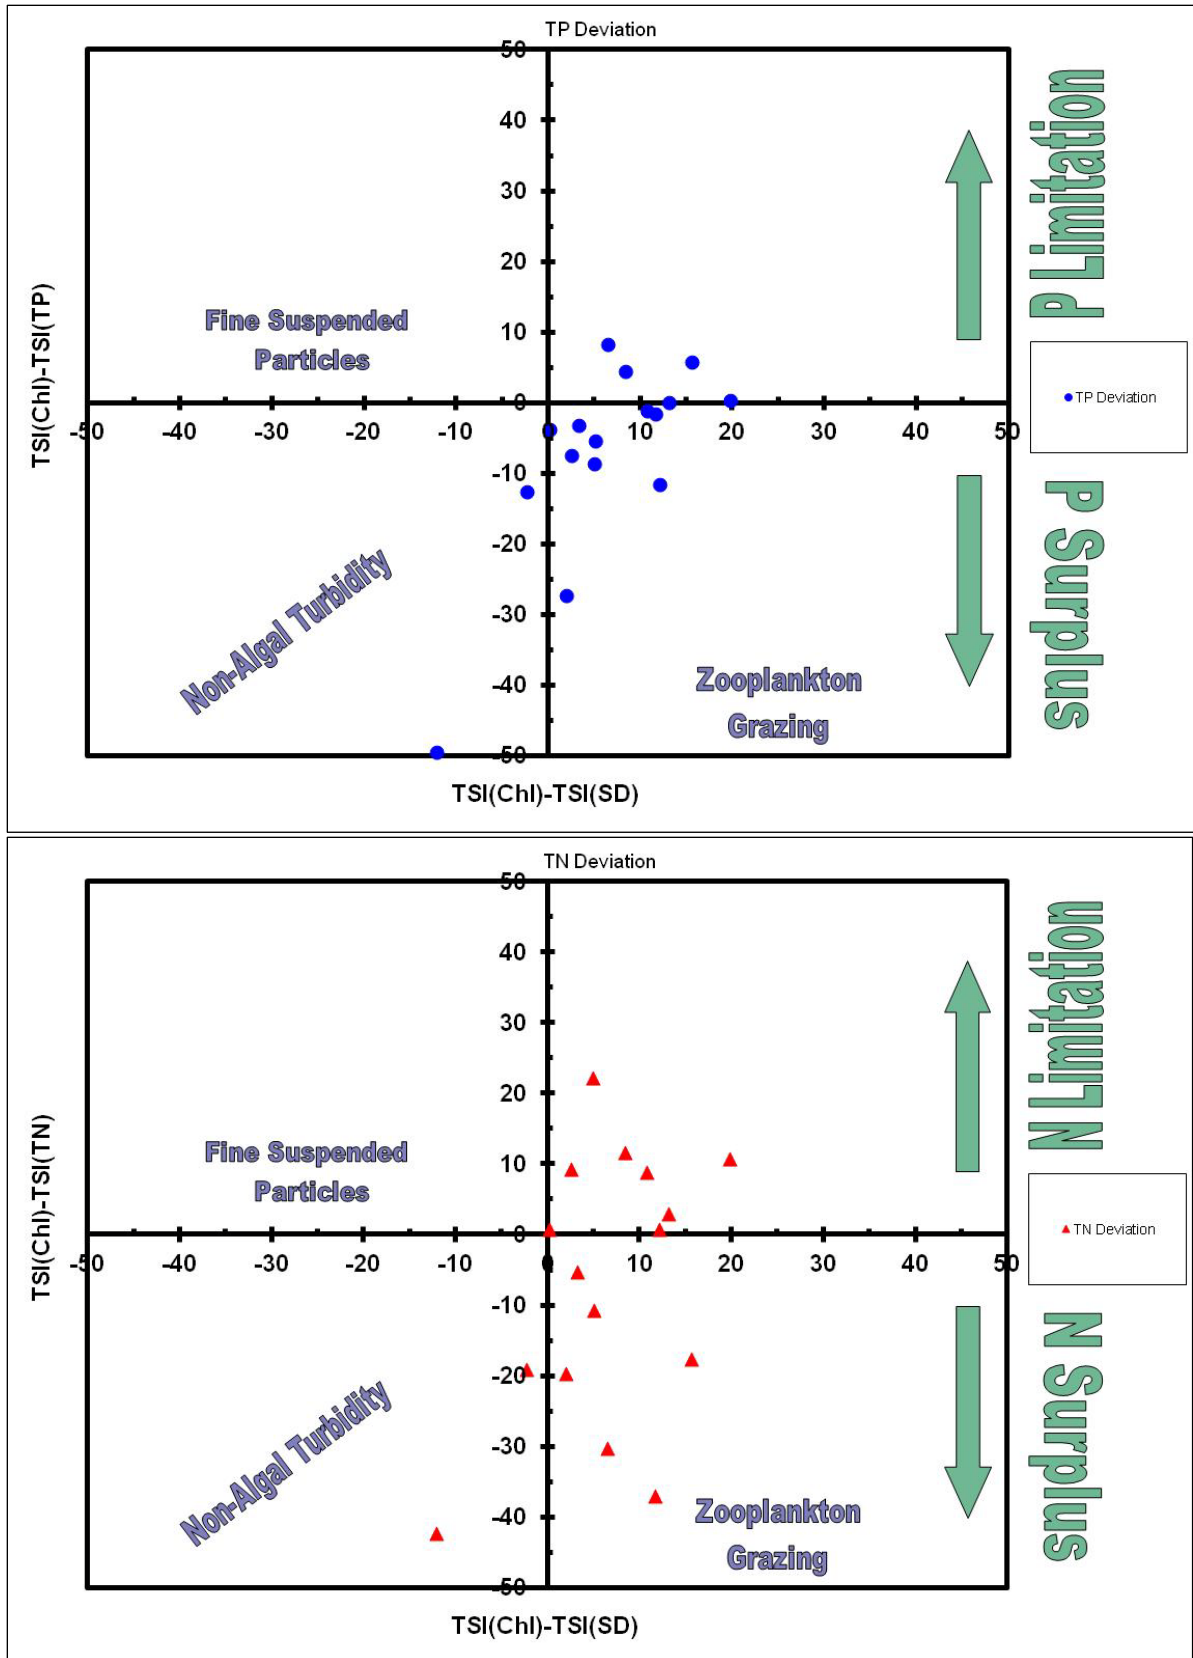 TP Deviation
50
40
30
20
10
0
-10
-20
-30
-40
-50
-50 -40 -30 -20 -10 0 10 20 30 40 50
TSI(Chl)-TSI(TP)
TSI(Chl)-TSI(SD)
Fine Suspended
Particles
Non-Algal Turbidity
Zooplankton
Grazing
P Limitation
TP Deviation
P Surplus
TN Deviation
50
40
30
20
10
0
-10
-20
-30
-40
-50
-50 -40 -30 -20 -10 0 10 20 30 40 50
TSI(Chl)-TSI(TN)
TSI(Chl)-TSI(SD)
Fine Suspended
Particles
Non-Algal Turbidity
Zooplankton
Grazing
N Limitation
TN Deviation
N Surplus